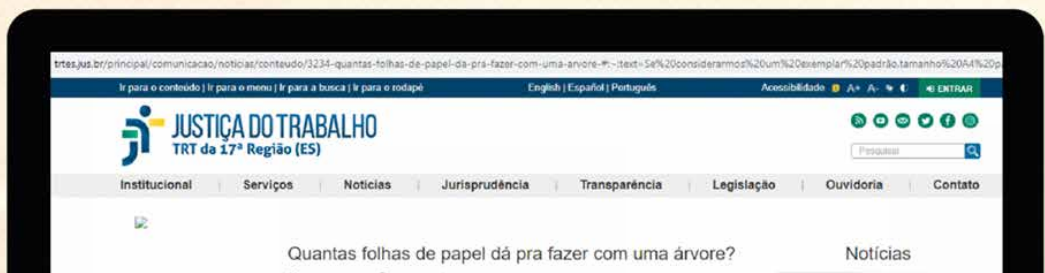 trtes.jus.br/principal/comunicacao/noticias/conteudo/3234-quantas-folhas-de-papel-da-pra-fazer-com-uma-arvore-#:~:text=Se%20considerarmos%20um%20exemplar%20padrão,tamanho%20A4%20p
Ir para o conteúdo | Ir para o menu | Ir para a busca | Ir para o rodapé English | Español | Português Acessibilidade A+ A- ENTRAR
JUSTIÇA DO TRABALHO
TRT da 17ª Região (ES)
Pesquisar
Institucional | Serviços | Notícias | Jurisprudência | Transparência | Legislação | Ouvidoria | Contato
Quantas folhas de papel dá pra fazer com uma árvore? Notícias